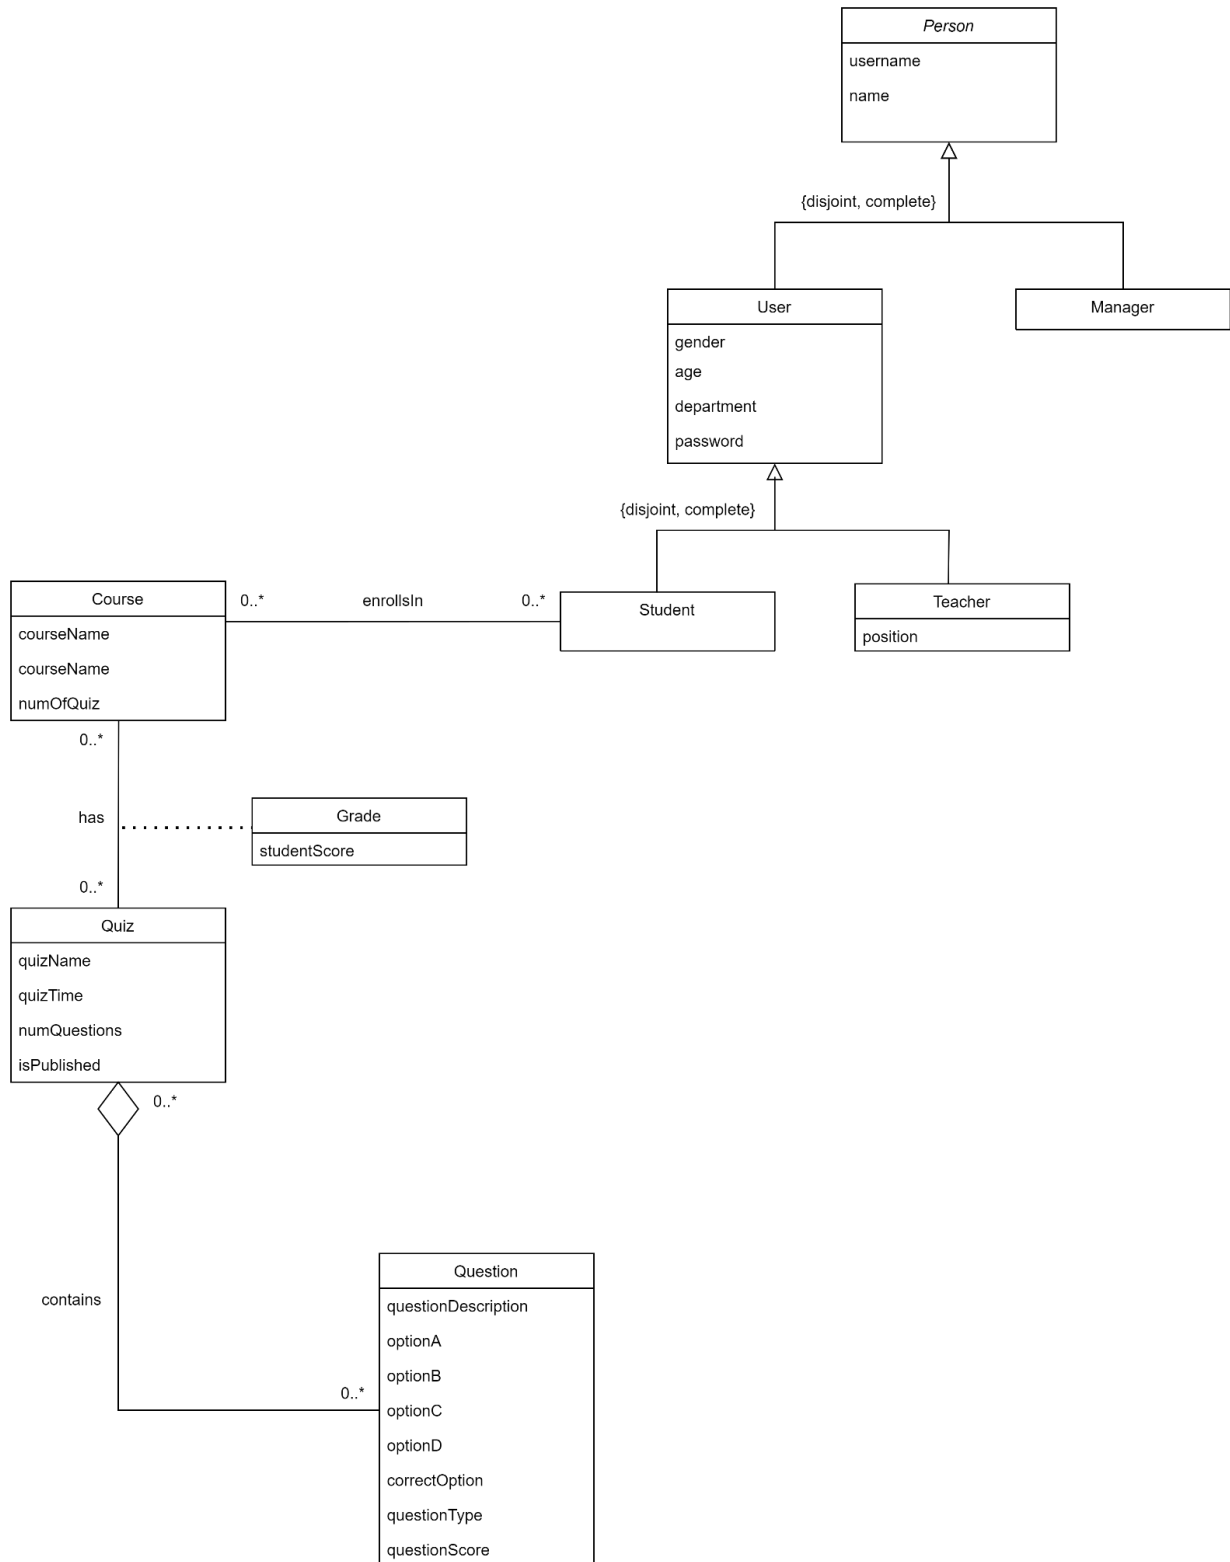 Person
username
name
{disjoint, complete}
User
gender
age
department
password
Manager
{disjoint, complete}
Course
courseName
courseName
numOfQuiz
0..* enrollsIn 0..*
Student
Teacher
position
0..*
has
0..*
Grade
studentScore
Quiz
quizName
quizTime
numQuestions
isPublished
0..*
contains
0..*
Question
questionDescription
optionA
optionB
optionC
optionD
correctOption
questionType
questionScore